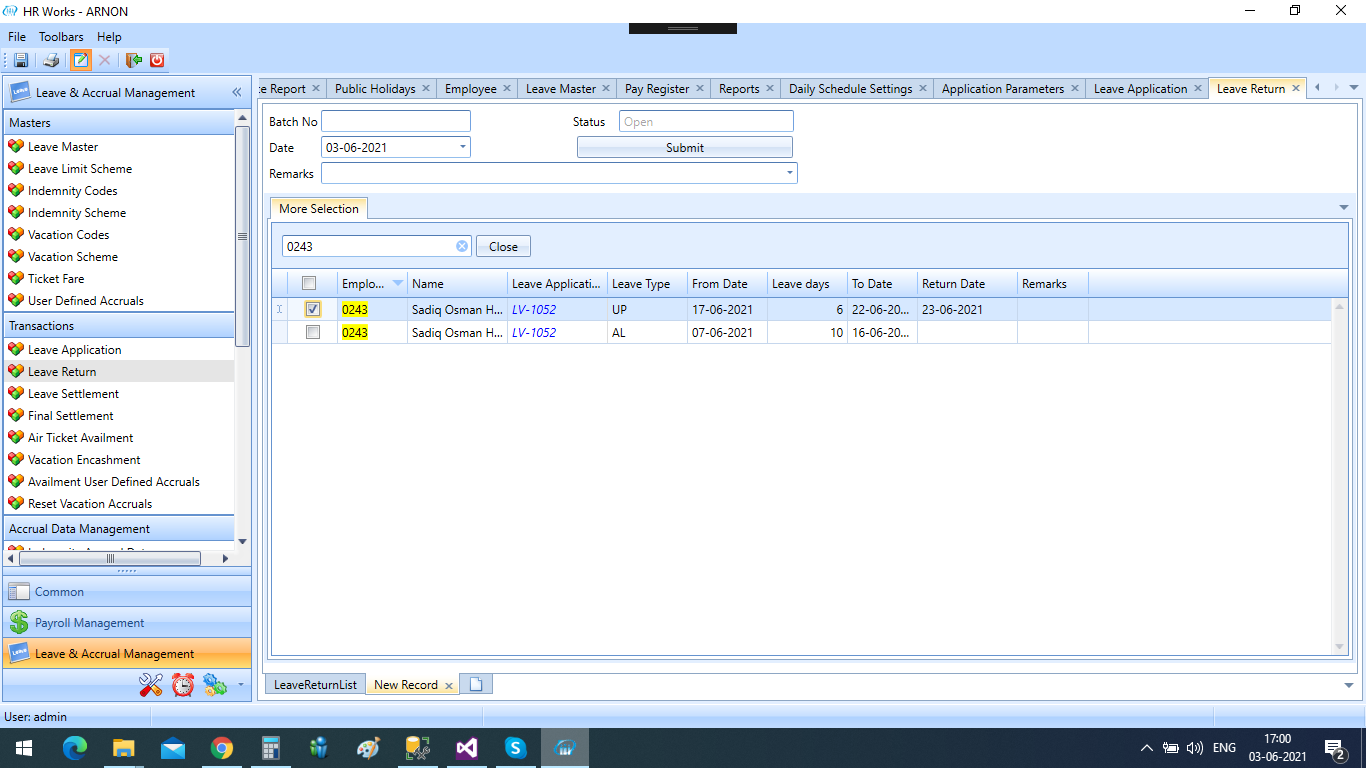 HR Works - ARNON
File Toolbars Help
Leave & Accrual Management
Masters
Leave Master
Leave Limit Scheme
Indemnity Codes
Indemnity Scheme
Vacation Codes
Vacation Scheme
Ticket Fare
User Defined Accruals
Transactions
Leave Application
Leave Return
Leave Settlement
Final Settlement
Air Ticket Availment
Vacation Encashment
Availment User Defined Accruals
Reset Vacation Accruals
Accrual Data Management
Common
Payroll Management
Leave & Accrual Management
e Report Public Holidays Employee Leave Master Pay Register Reports Daily Schedule Settings Application Parameters Leave Application Leave Return
Batch No Status Open
Date 03-06-2021 Submit
Remarks
More Selection
0243 Close
Emplo... Name Leave Applicati... Leave Type From Date Leave days To Date Return Date Remarks
0243 Sadiq Osman H... LV-1052 UP 17-06-2021 6 22-06-20... 23-06-2021
0243 Sadiq Osman H... LV-1052 AL 07-06-2021 10 16-06-20...
LeaveReturnList New Record
User: admin
ENG 17:00
03-06-2021
2